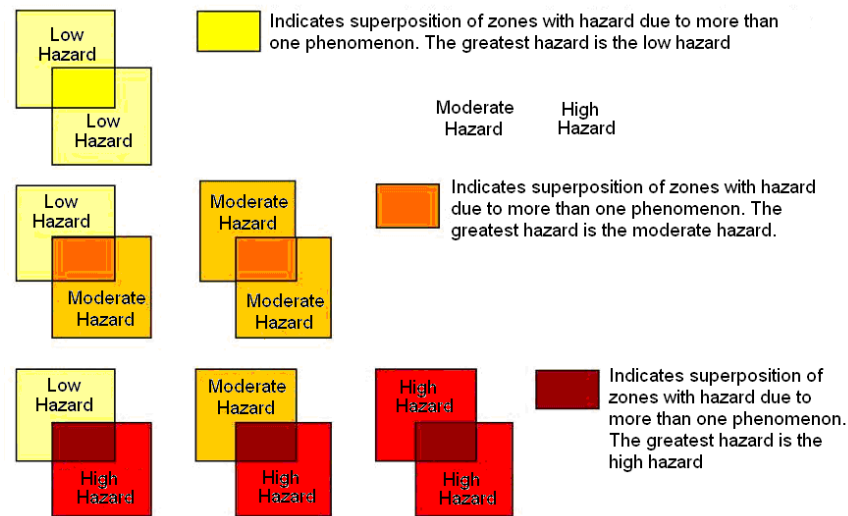 Low
Hazard
Low
Hazard
Indicates superposition of zones with hazard due to more than
one phenomenon. The greatest hazard is the low hazard
Moderate
Hazard
High
Hazard
Low
Hazard
Moderate
Hazard
Moderate
Hazard
Moderate
Hazard
Indicates superposition of zones with hazard
due to more than one phenomenon. The
greatest hazard is the moderate hazard.
Low
Hazard
High
Hazard
Moderate
Hazard
High
Hazard
High
Hazard
High
Hazard
Indicates superposition of
zones with hazard due to
more than one phenomenon.
The greatest hazard is the
high hazard